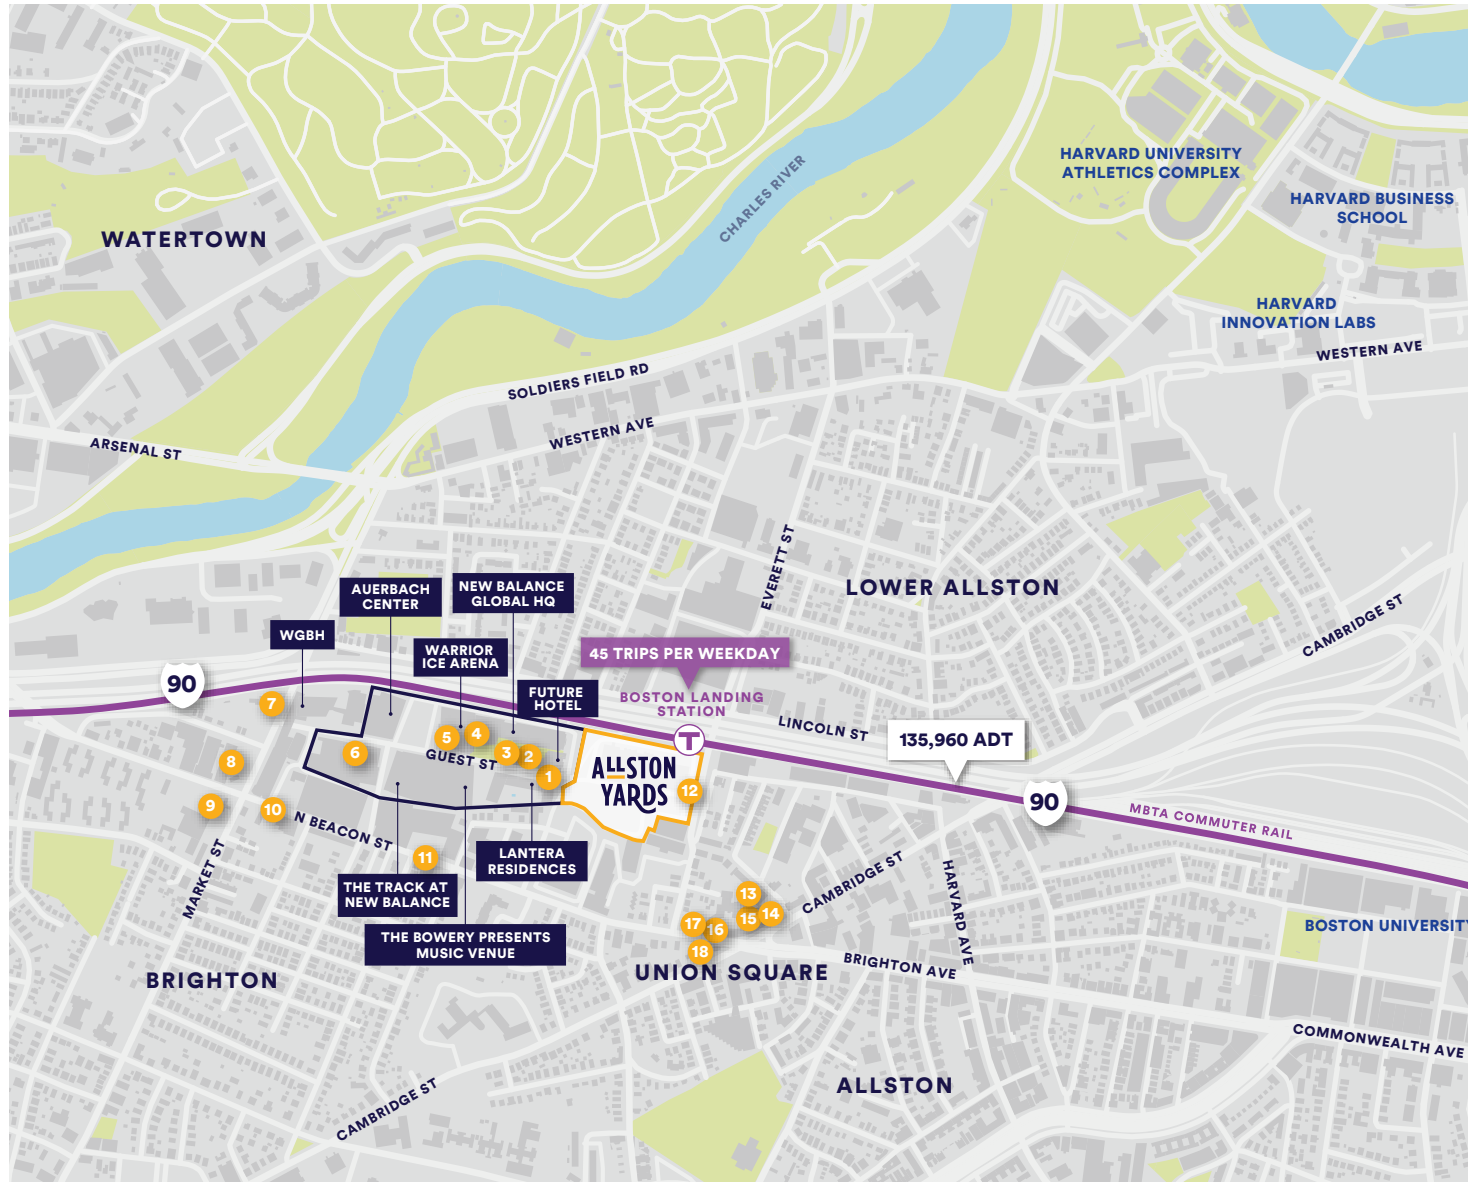 HARVARD UNIVERSITY
ATHLETICS COMPLEX
HARVARD BUSINESS
SCHOOL
CHARLES RIVER
WATERTOWN
HARVARD
INNOVATION LABS
WESTERN AVE
SOLDIERS FIELD RD
WESTERN AVE
ARSENAL ST
EVERETT ST
LOWER ALLSTON
CAMBRIDGE ST
AUERBACH
CENTER
NEW BALANCE
GLOBAL HQ
WGBH
WARRIOR
ICE ARENA
45 TRIPS PER WEEKDAY
FUTURE
HOTEL
BOSTON LANDING
STATION
90
7
LINCOLN ST
T
135,960 ADT
5
4
6
3
2
1
GUEST ST
8
ALLSTON
YARDS
12
9
10
90
MBTA COMMUTER RAIL
N BEACON ST
11
LANTERA
RESIDENCES
MARKET ST
THE TRACK AT
NEW BALANCE
CAMBRIDGE ST
HARVARD AVE
13
14
15
17
16
18
BOSTON UNIVERSITY
THE BOWERY PRESENTS
MUSIC VENUE
UNION SQUARE
BRIGHTON AVE
BRIGHTON
COMMONWEALTH AVE
ALLSTON
CAMBRIDGE ST